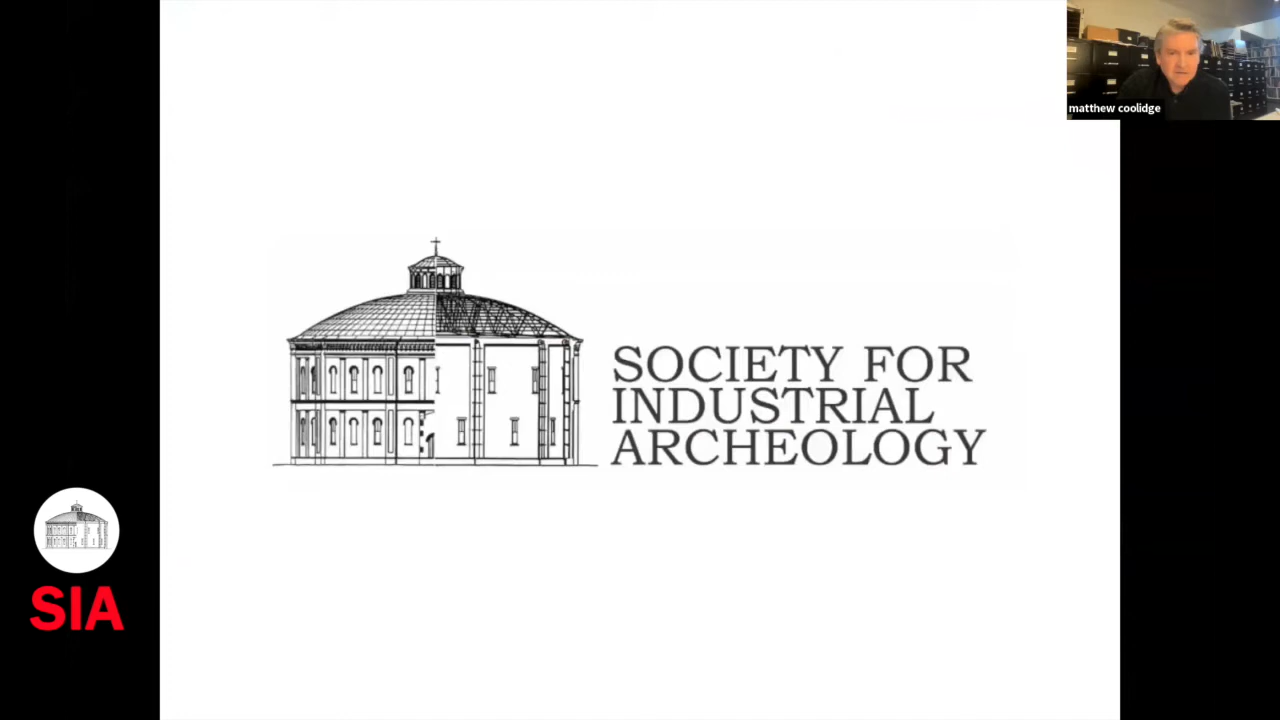 matthew coolidge
SOCIETY FOR
INDUSTRIAL
ARCHEOLOGY
SIA